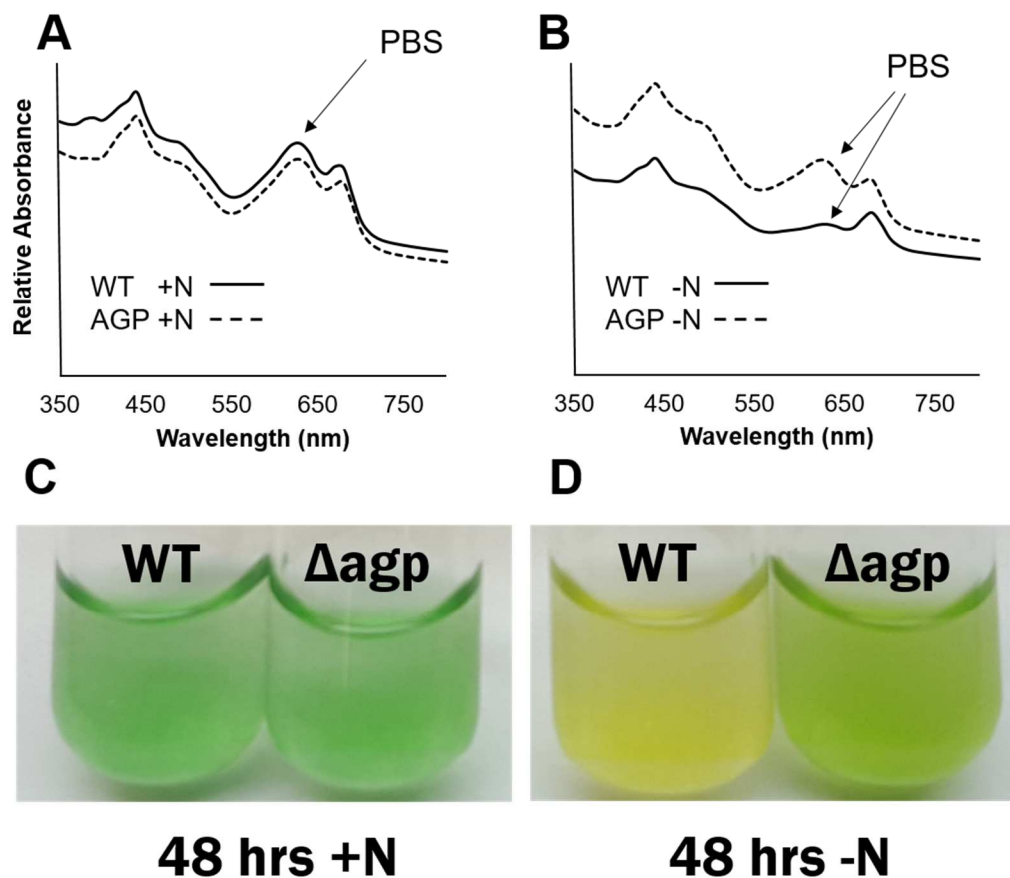 A
PBS
Relative Absorbance
WT +N
AGP +N
350 450 550 650 750
Wavelength (nm)
B
PBS
WT -N
AGP -N
350 450 550 650 750
Wavelength (nm)
C
WT Δagp
48 hrs +N
D
WT Δagp
48 hrs -N